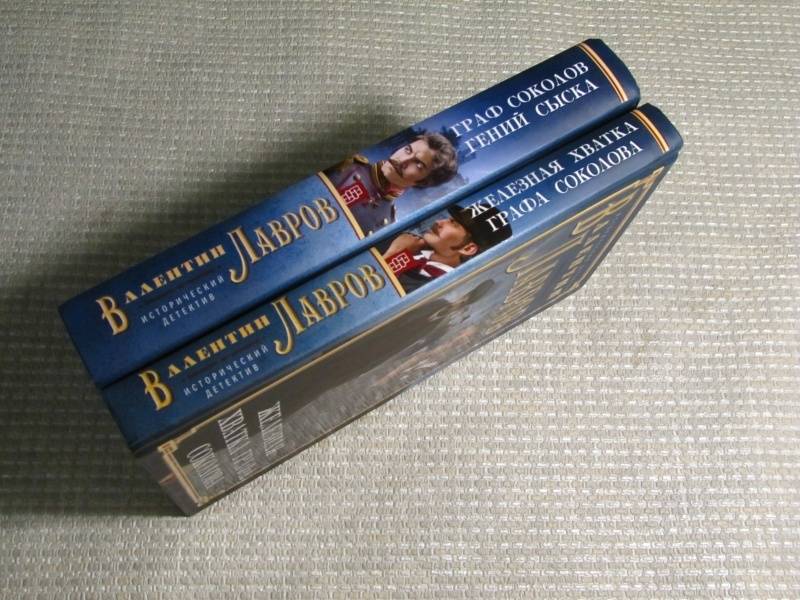 Валентин Лавров
исторический
детектив
Граф Соколов
гений сыска
Валентин Лавров
исторический
детектив
Железная хватка
графа Соколова